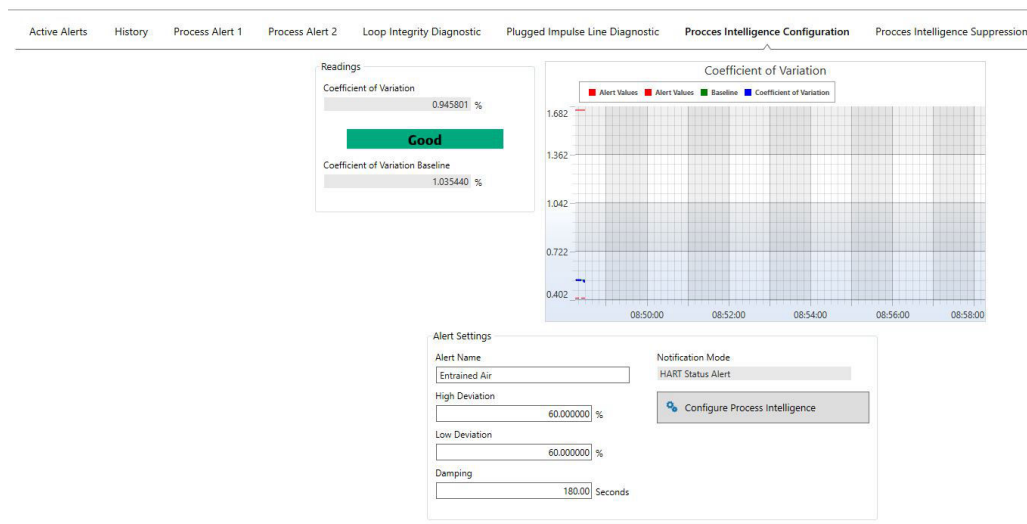 Active Alerts History Process Alert 1 Process Alert 2 Loop Integrity Diagnostic Plugged Impulse Line Diagnostic Procces Intelligence Configuration Procces Intelligence Suppression
Readings
Coefficient of Variation
0.945801 %
Good
Coefficient of Variation Baseline
1.035440 %
Coefficient of Variation
Alert Values Alert Values Baseline Coefficient of Variation
1.682
1.362
1.042
0.722
0.402
08:50:00 08:52:00 08:54:00 08:56:00 08:58:00
Alert Settings
Alert Name
Entrained Air
High Deviation
60.000000 %
Low Deviation
60.000000 %
Damping
180.00 Seconds
Notification Mode
HART Status Alert
Configure Process Intelligence